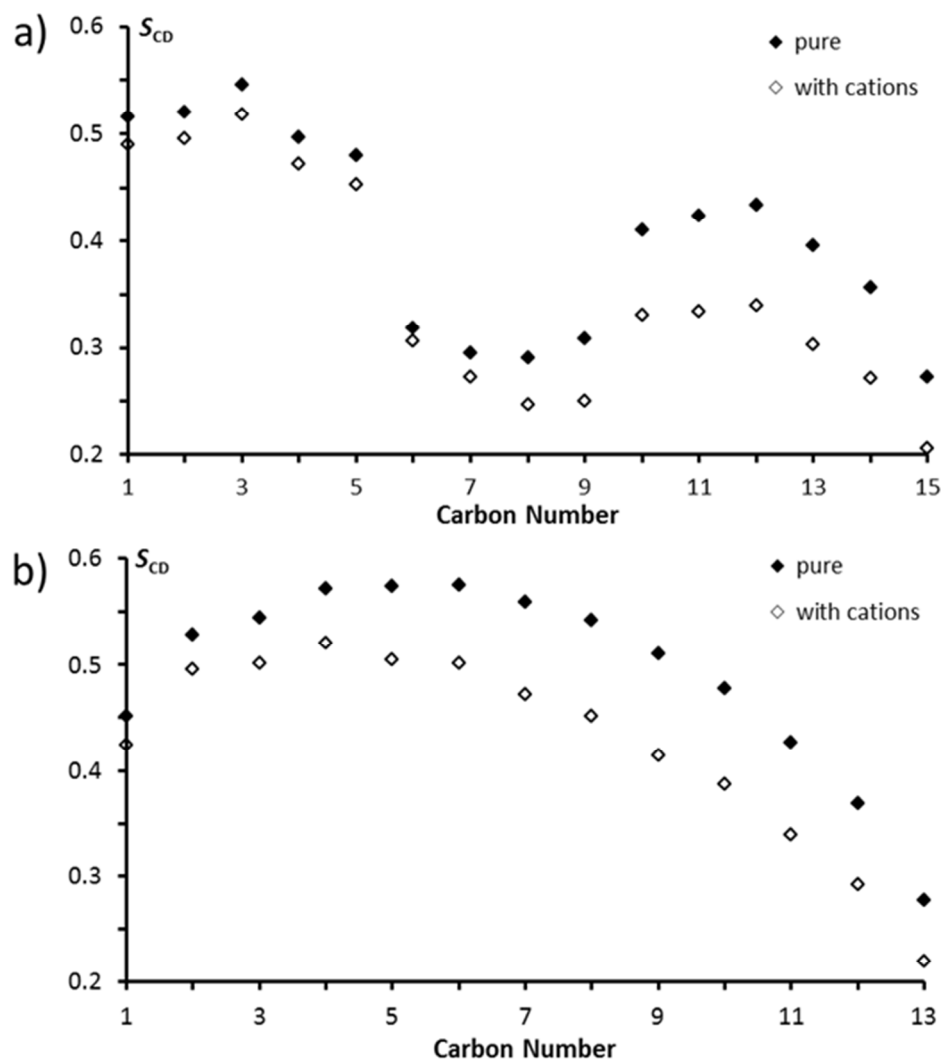 a)
S_CD
pure
with cations
0.6
0.5
0.4
0.3
0.2
1 3 5 7 9 11 13 15
Carbon Number
b)
S_CD
pure
with cations
0.6
0.5
0.4
0.3
0.2
1 3 5 7 9 11 13
Carbon Number